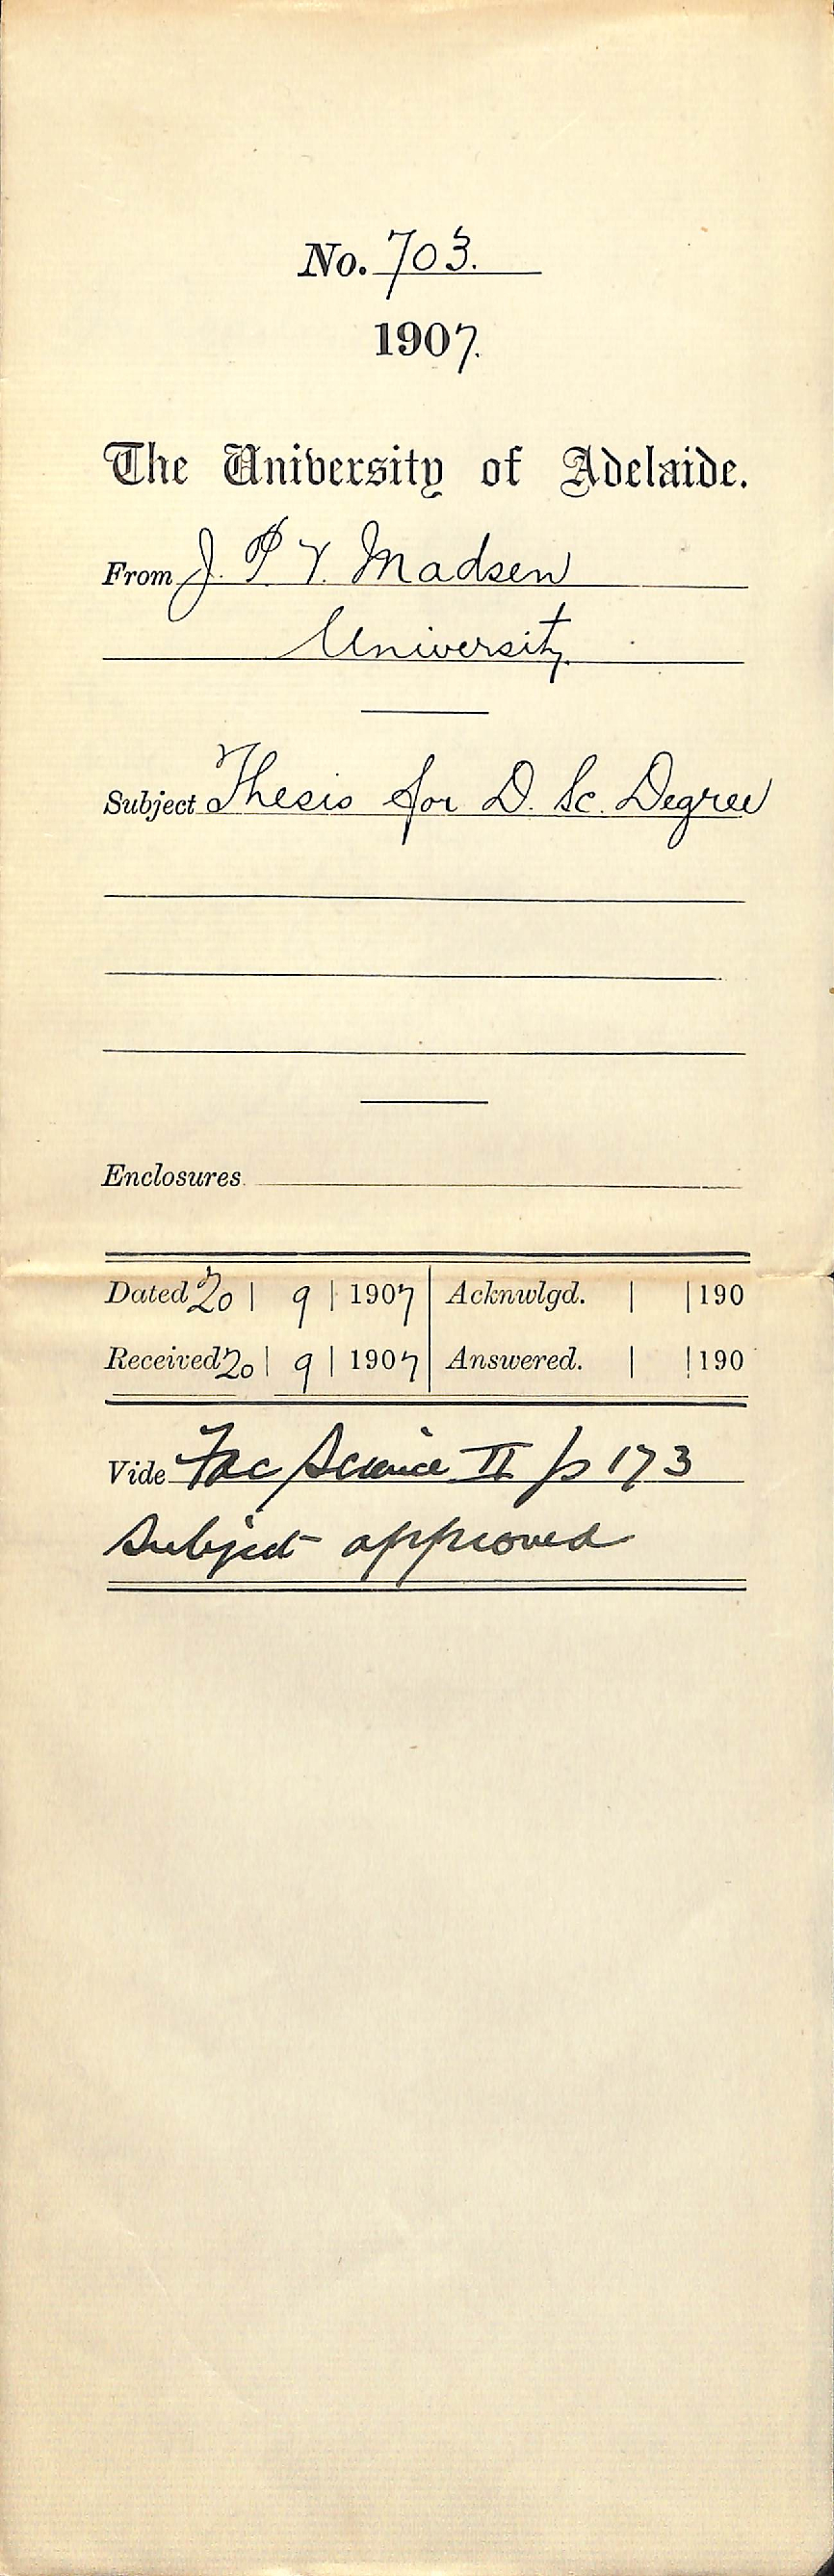 No. 703.
1907.
The University of Adelaide.
From J. P. V. Madsen
University.
Subject Thesis for D. Sc. Degree
Enclosures
Dated 20 | 9 | 1907 | Acknwlgd. | | 190
Received 20 | 9 | 1907 | Answered. | | 190
Vide Fac Science II p 173
Subject approved